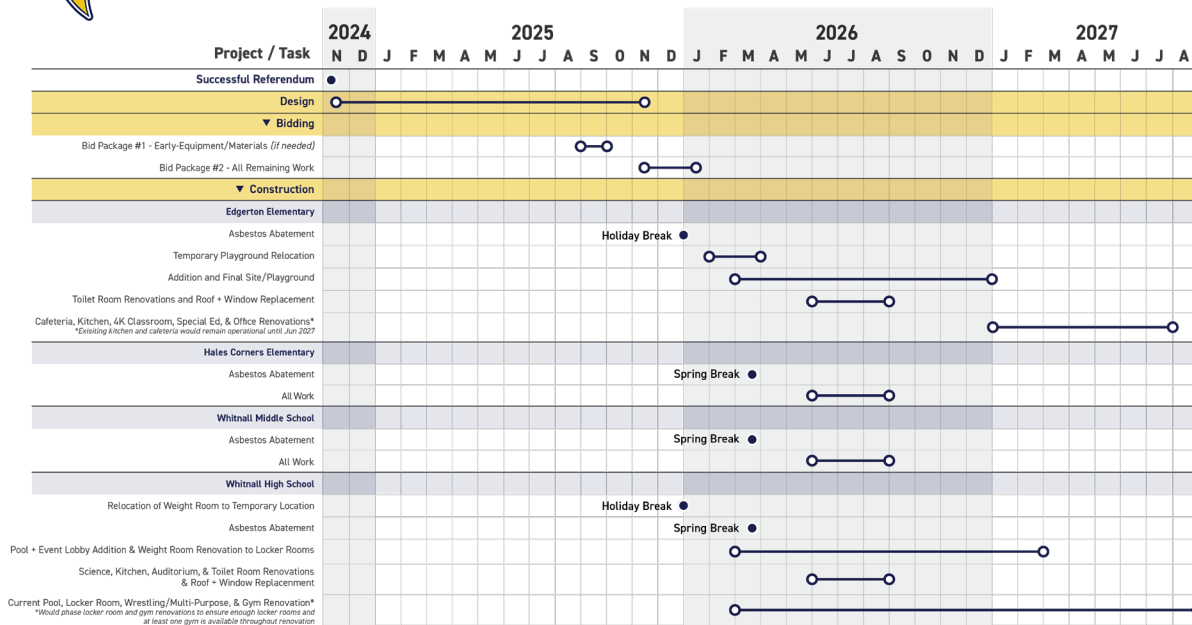 2024 2025 2026 2027
Project / Task N D J F M A M J J A S O N D J F M A M J J A S O N D J F M A M J J A
Successful Referendum
Design
▼ Bidding
Bid Package #1 - Early-Equipment/Materials (if needed)
Bid Package #2 - All Remaining Work
▼ Construction
Edgerton Elementary
Asbestos Abatement Holiday Break
Temporary Playground Relocation
Addition and Final Site/Playground
Toilet Room Renovations and Roof + Window Replacement
Cafeteria, Kitchen, 4K Classroom, Special Ed, & Office Renovations*
*Exisiting kitchen and cafeteria would remain operational until Jun 2027
Hales Corners Elementary
Asbestos Abatement Spring Break
All Work
Whitnall Middle School
Asbestos Abatement Spring Break
All Work
Whitnall High School
Relocation of Weight Room to Temporary Location Holiday Break
Asbestos Abatement Spring Break
Pool + Event Lobby Addition & Weight Room Renovation to Locker Rooms
Science, Kitchen, Auditorium, & Toilet Room Renovations
& Roof + Window Replacenment
Current Pool, Locker Room, Wrestling/Multi-Purpose, & Gym Renovation*
*Would phase locker room and gym renovations to ensure enough locker rooms and
at least one gym is available throughout renovation